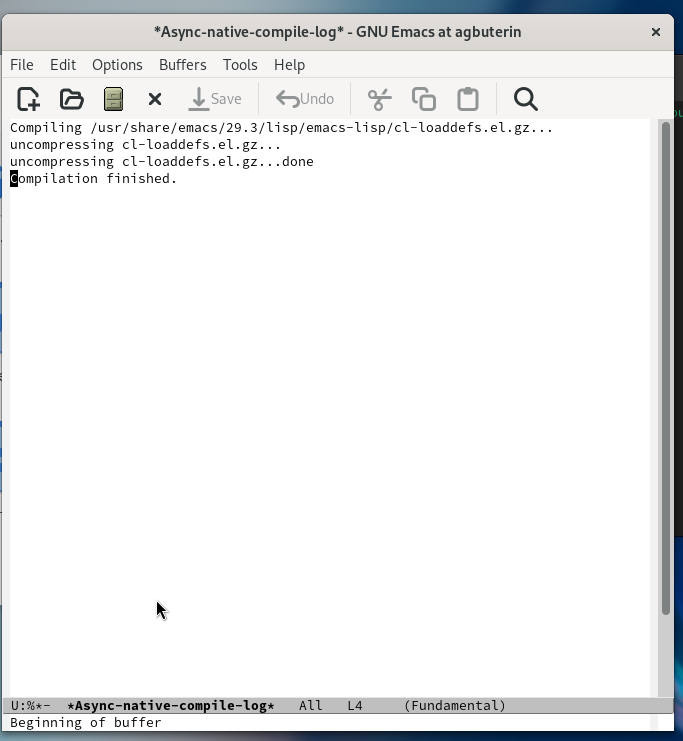 *Async-native-compile-log* - GNU Emacs at agbuterin
File Edit Options Buffers Tools Help
Save Undo
Compiling /usr/share/emacs/29.3/lisp/emacs-lisp/cl-loaddefs.el.gz...
uncompressing cl-loaddefs.el.gz...
uncompressing cl-loaddefs.el.gz...done
Compilation finished.
U:%*-  *Async-native-compile-log*   All   L4     (Fundamental)
Beginning of buffer